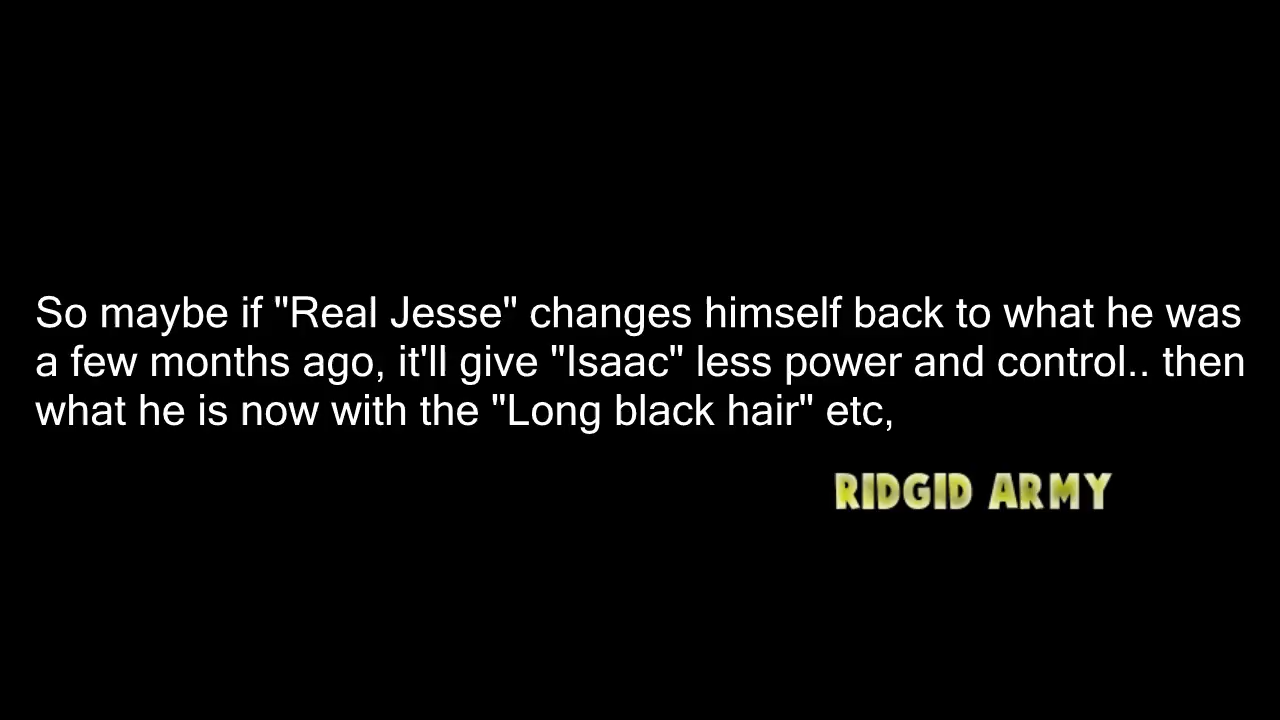 So maybe if "Real Jesse" changes himself back to what he was
a few months ago, it'll give "Isaac" less power and control.. then
what he is now with the "Long black hair" etc,
RIDGID ARMY